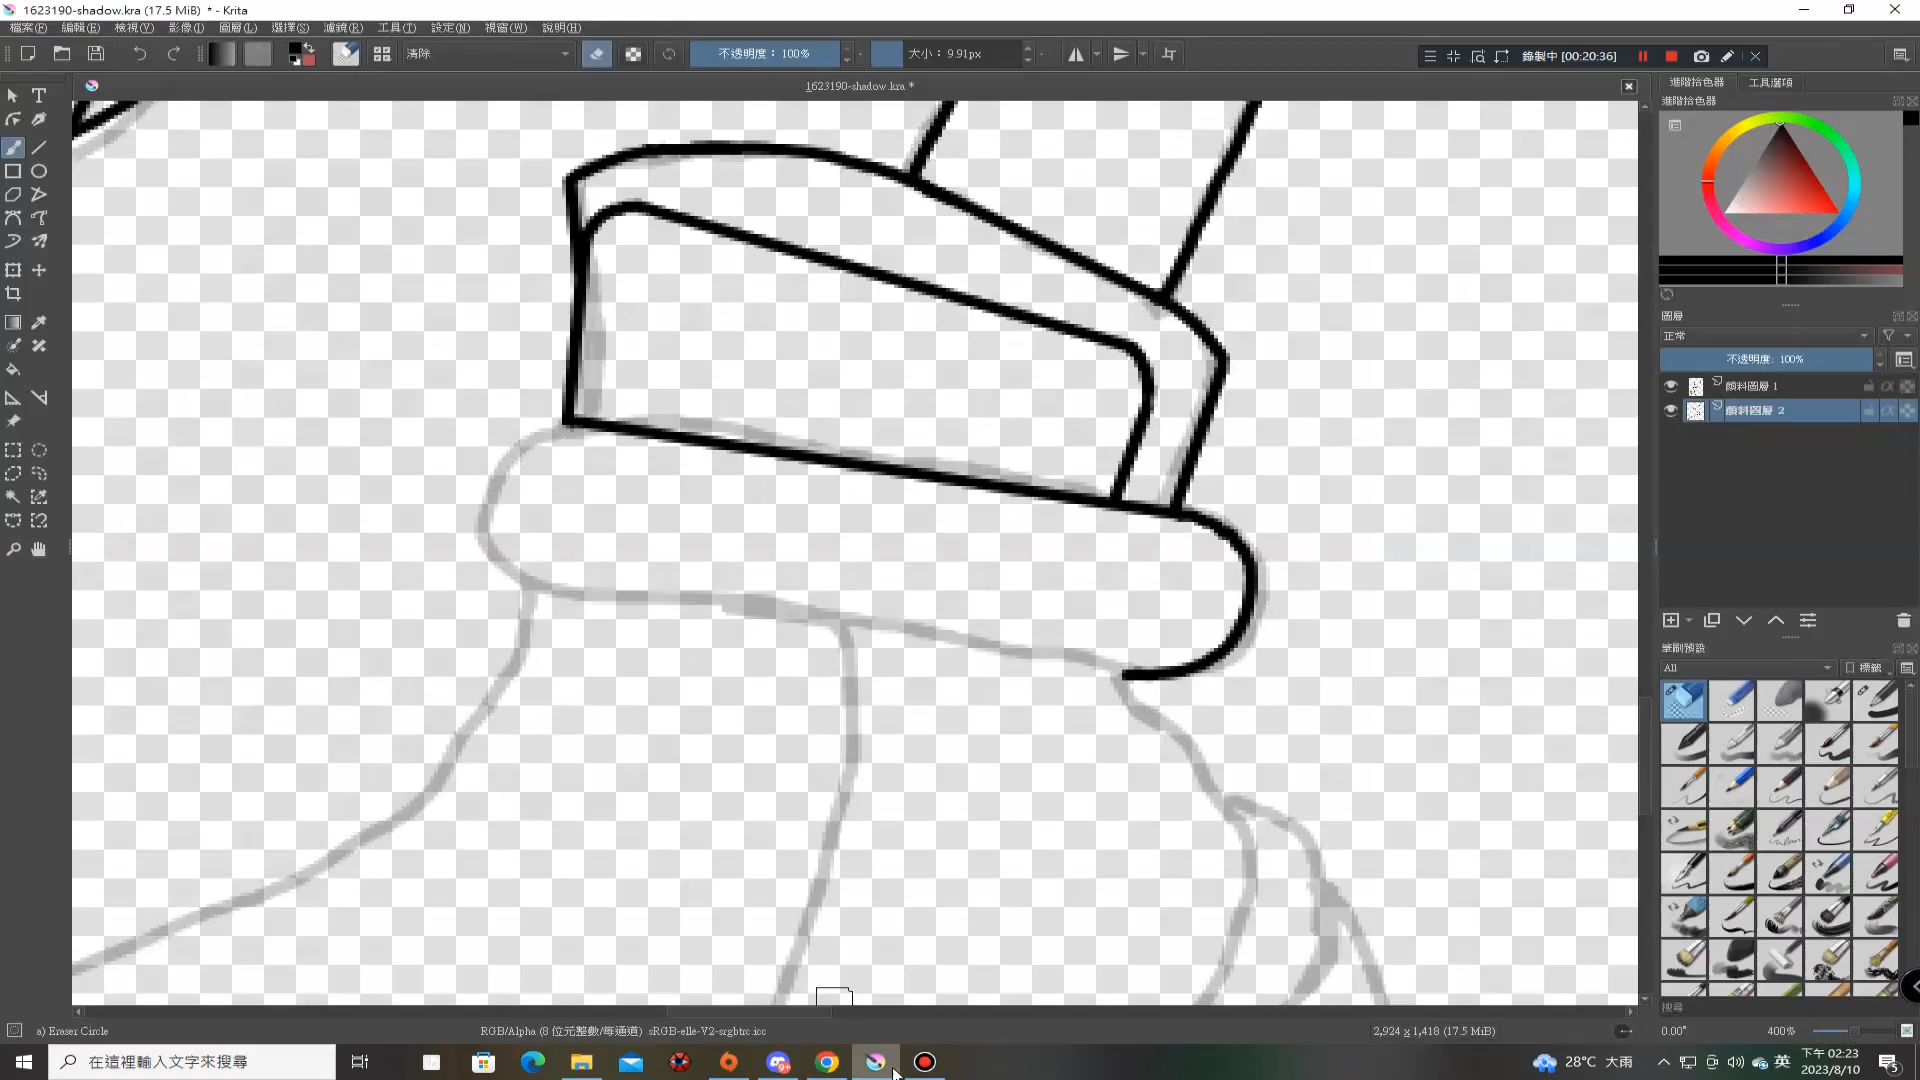 1623190-shadow.kra (17.5 MiB) * - Krita
檔案(F) 編輯(E) 檢視(V) 影像(I) 圖層(L) 選擇(S) 濾鏡(R) 工具(T) 設定(N) 視窗(W) 說明(H)
清除
不透明度：100%
大小：9.91px
錄製中 [00:20:36]
1623190-shadow.kra *
進階拾色器 工具選項
進階拾色器
圖層
正常
不透明度: 100%
顏料圖層 1
顏料圖層 2
筆刷預設
All
標籤
搜尋
a) Eraser Circle
RGB/Alpha (8 位元整數/每通道) sRGB-elle-V2-srgbtrc.icc
2,924 x 1,418 (17.5 MiB)
0.00°
400%
在這裡輸入文字來搜尋
9+
28°C 大雨
英
下午 02:23
2023/8/10
5